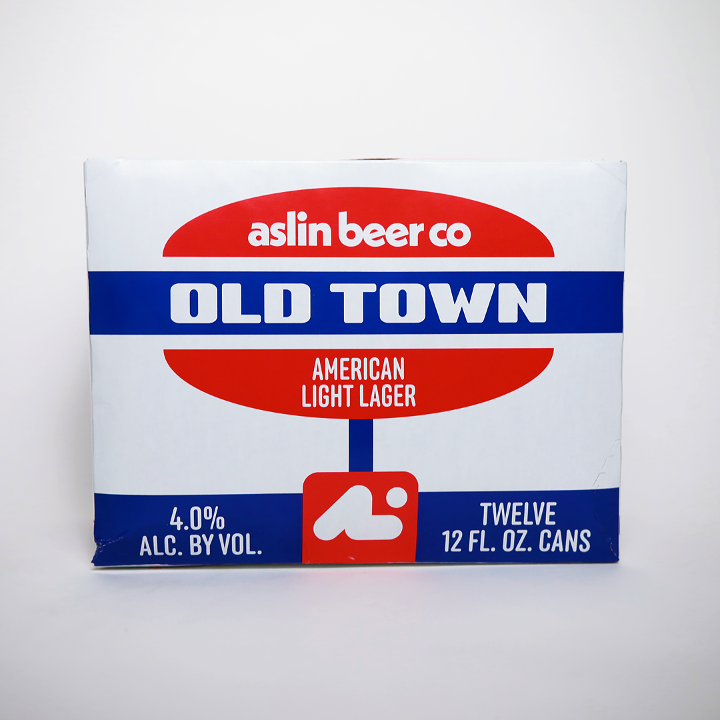 aslin beer co
OLD TOWN
AMERICAN
LIGHT LAGER
4.0%
ALC. BY VOL.
TWELVE
12 FL. OZ. CANS